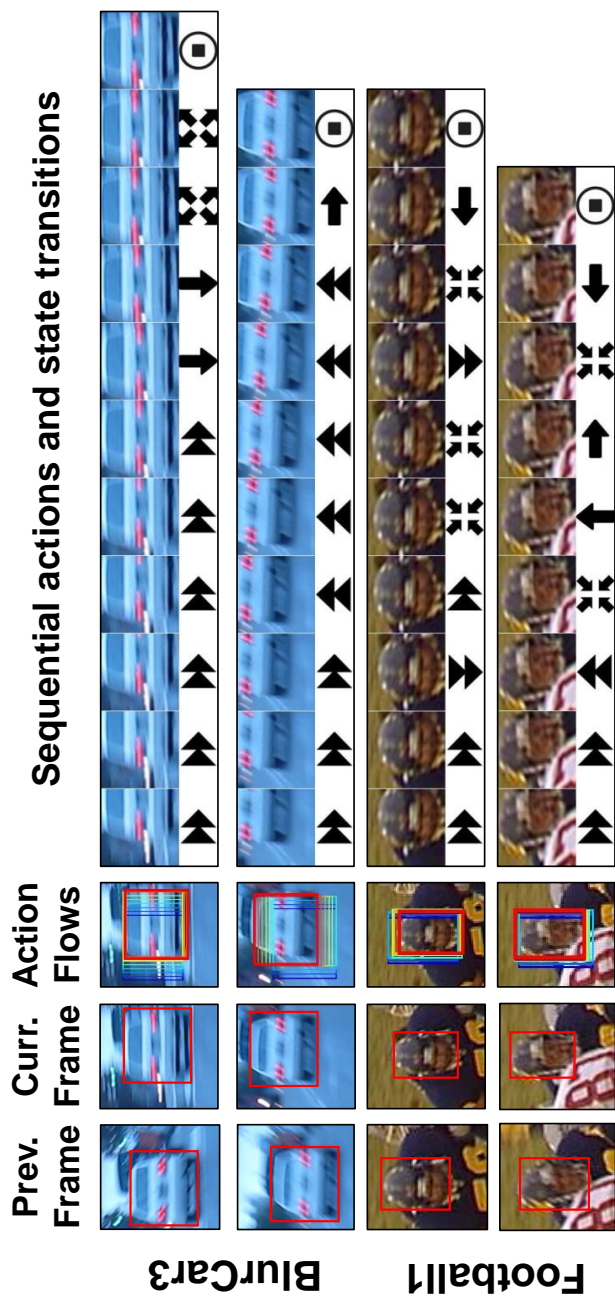 Prev.
Frame
Curr.
Frame
Action
Flows
Sequential actions and state transitions
BlurCar3
Football1